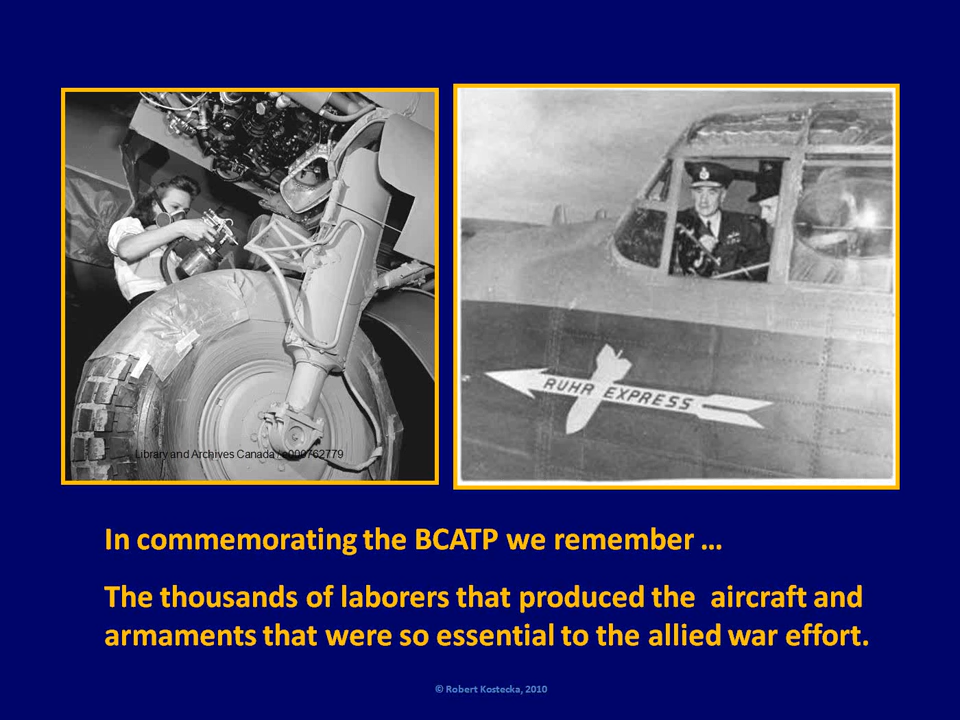 RUHR EXPRESS
Library and Archives Canada / e000762779
In commemorating the BCATP we remember …
The thousands of laborers that produced the aircraft and
armaments that were so essential to the allied war effort.
© Robert Kostecka, 2010